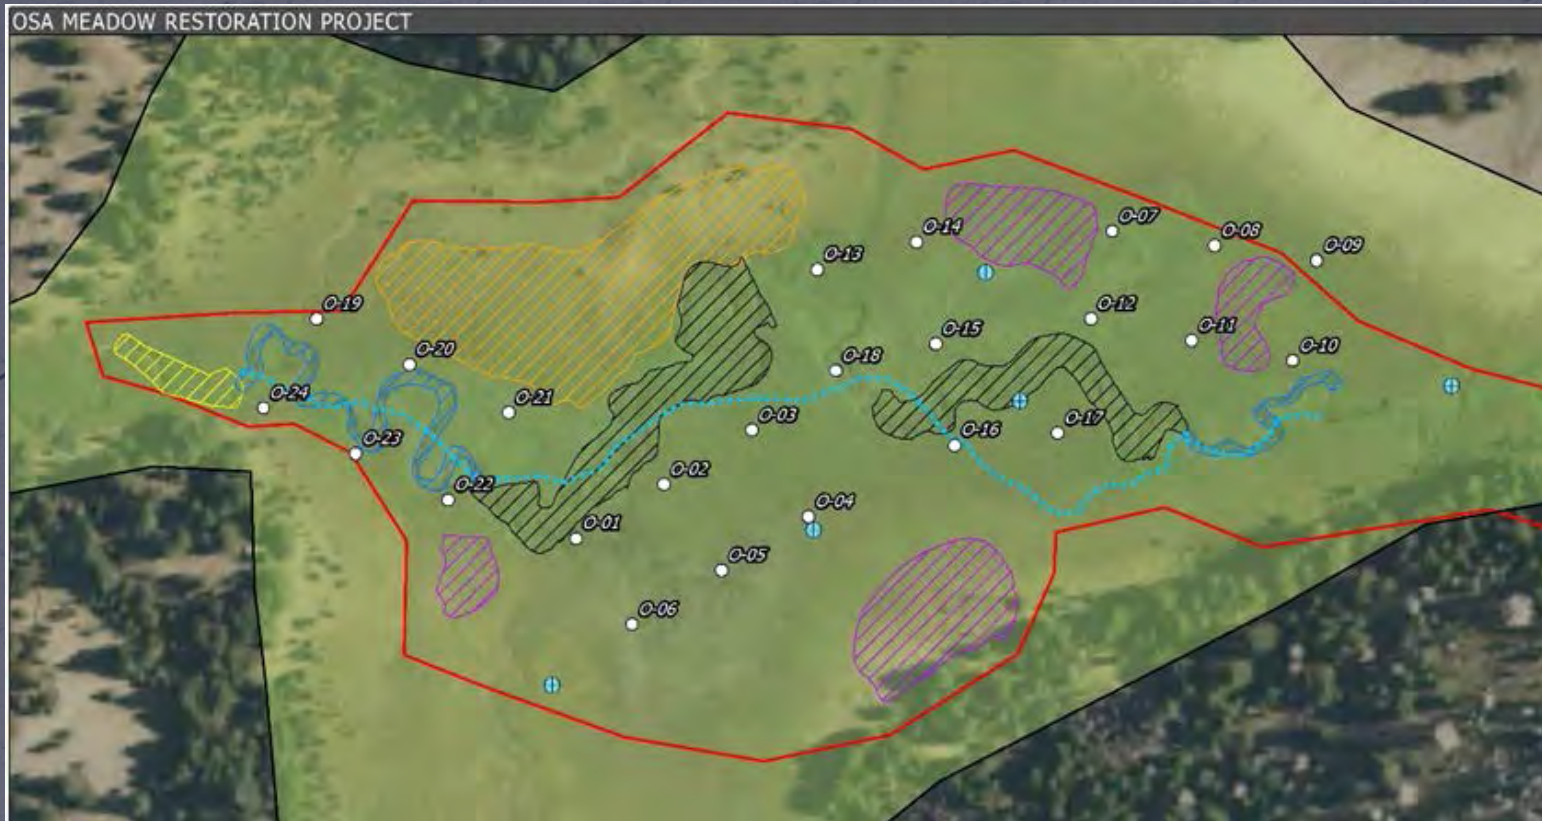 OSA MEADOW RESTORATION PROJECT
O-14
O-07
O-08
O-09
O-13
O-19
O-12
O-15
O-11
O-20
O-18
O-10
O-24
O-21
O-03
O-23
O-16
O-17
O-22
O-02
O-04
O-01
O-05
O-06